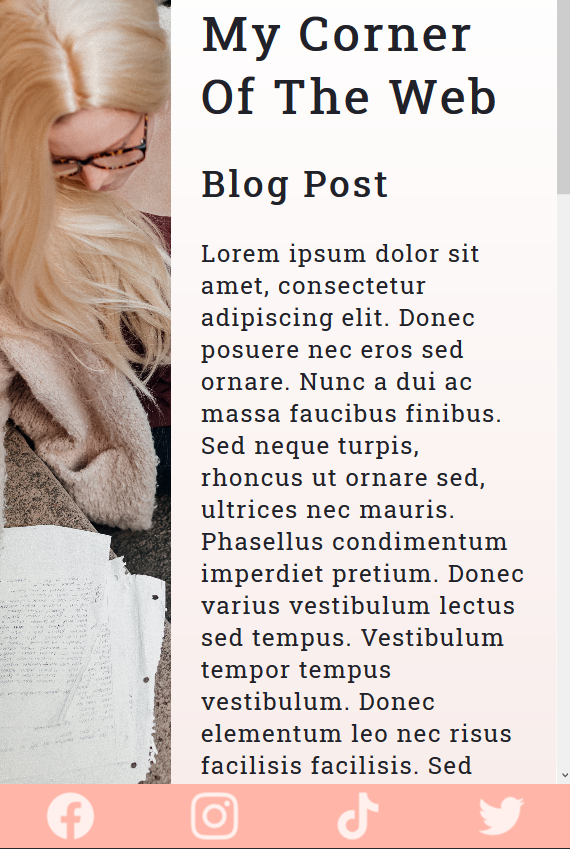 My Corner
Of The Web
Blog Post
Lorem ipsum dolor sit
amet, consectetur
adipiscing elit. Donec
posuere nec eros sed
ornare. Nunc a dui ac
massa faucibus finibus.
Sed neque turpis,
rhoncus ut ornare sed,
ultrices nec mauris.
Phasellus condimentum
imperdiet pretium. Donec
varius vestibulum lectus
sed tempus. Vestibulum
tempor tempus
vestibulum. Donec
elementum leo nec risus
facilisis facilisis. Sed